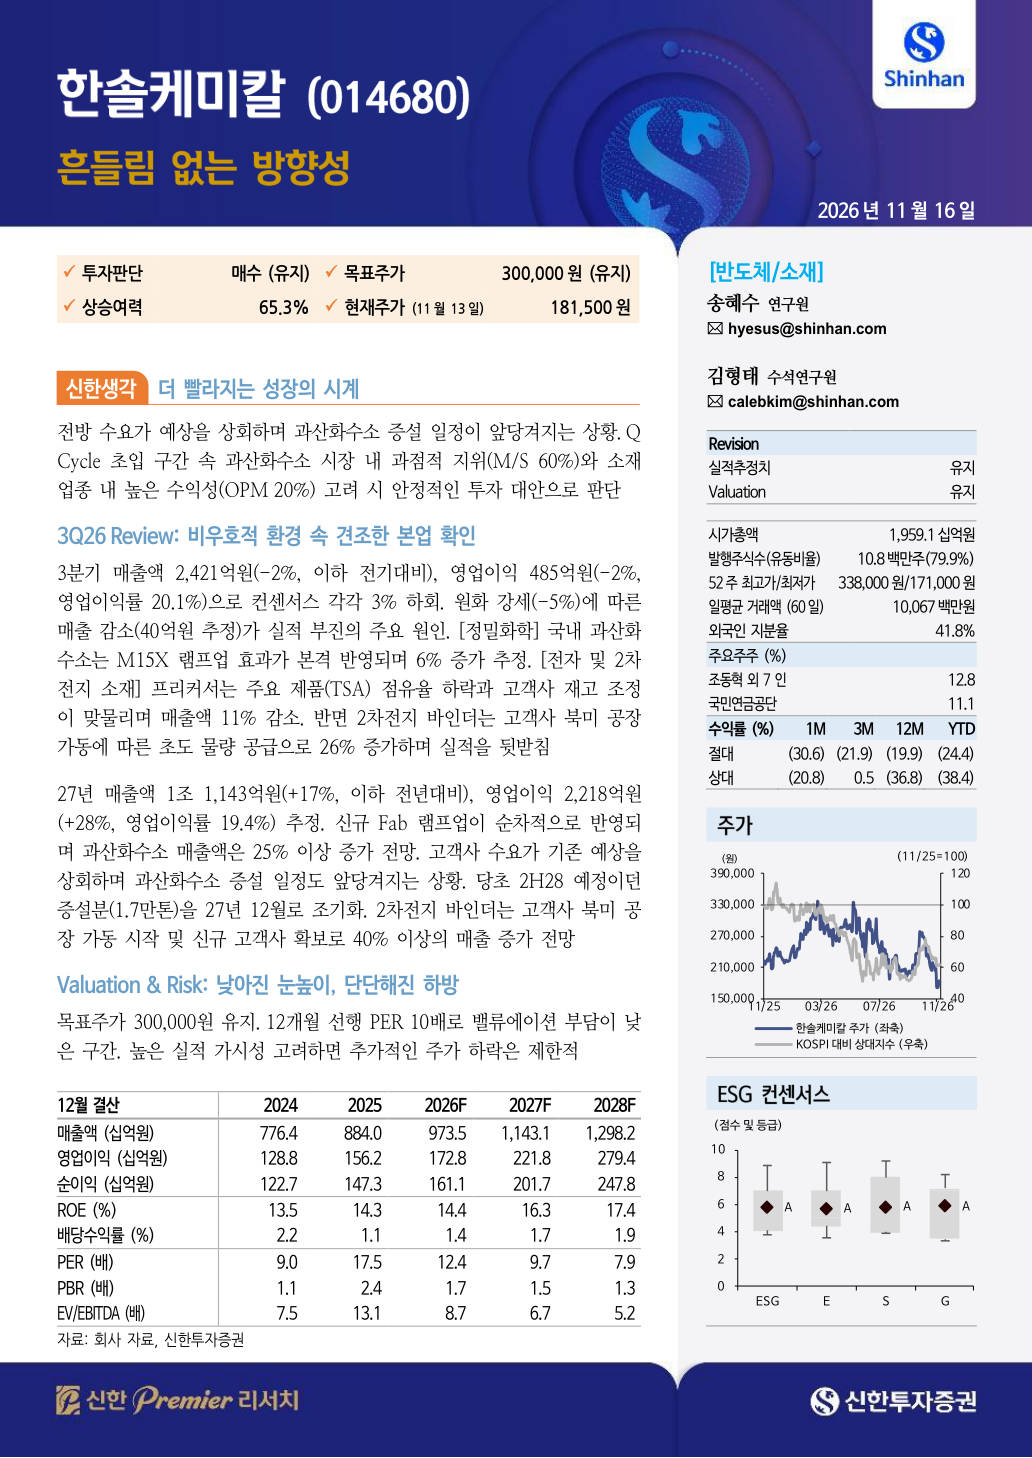 Shinhan
한솔케미칼 (014680)
흔들림 없는 방향성
2026년 11월 16일
✓ 투자판단 매수 (유지) ✓ 목표주가 300,000원 (유지)
✓ 상승여력 65.3% ✓ 현재주가 (11월 13일) 181,500원
신한생각 더 빨라지는 성장의 시계
전방 수요가 예상을 상회하며 과산화수소 증설 일정이 앞당겨지는 상황. Q
Cycle 초입 구간 속 과산화수소 시장 내 과점적 지위(M/S 60%)와 소재
업종 내 높은 수익성(OPM 20%) 고려 시 안정적인 투자 대안으로 판단
3Q26 Review: 비우호적 환경 속 견조한 본업 확인
3분기 매출액 2,421억원(-2%, 이하 전기대비), 영업이익 485억원(-2%,
영업이익률 20.1%)으로 컨센서스 각각 3% 하회. 원화 강세(-5%)에 따른
매출 감소(40억원 추정)가 실적 부진의 주요 원인. [정밀화학] 국내 과산화
수소는 M15X 램프업 효과가 본격 반영되며 6% 증가 추정. [전자 및 2차
전지 소재] 프리커서는 주요 제품(TSA) 점유율 하락과 고객사 재고 조정
이 맞물리며 매출액 11% 감소. 반면 2차전지 바인더는 고객사 북미 공장
가동에 따른 초도 물량 공급으로 26% 증가하며 실적을 뒷받침
27년 매출액 1조 1,143억원(+17%, 이하 전년대비), 영업이익 2,218억원
(+28%, 영업이익률 19.4%) 추정. 신규 Fab 램프업이 순차적으로 반영되
며 과산화수소 매출액은 25% 이상 증가 전망. 고객사 수요가 기존 예상을
상회하며 과산화수소 증설 일정도 앞당겨지는 상황. 당초 2H28 예정이던
증설분(1.7만톤)을 27년 12월로 조기화. 2차전지 바인더는 고객사 북미 공
장 가동 시작 및 신규 고객사 확보로 40% 이상의 매출 증가 전망
Valuation & Risk: 낮아진 눈높이, 단단해진 하방
목표주가 300,000원 유지. 12개월 선행 PER 10배로 밸류에이션 부담이 낮
은 구간. 높은 실적 가시성 고려하면 추가적인 주가 하락은 제한적
12월 결산 2024 2025 2026F 2027F 2028F
매출액 (십억원) 776.4 884.0 973.5 1,143.1 1,298.2
영업이익 (십억원) 128.8 156.2 172.8 221.8 279.4
순이익 (십억원) 122.7 147.3 161.1 201.7 247.8
ROE (%) 13.5 14.3 14.4 16.3 17.4
배당수익률 (%) 2.2 1.1 1.4 1.7 1.9
PER (배) 9.0 17.5 12.4 9.7 7.9
PBR (배) 1.1 2.4 1.7 1.5 1.3
EV/EBITDA (배) 7.5 13.1 8.7 6.7 5.2
자료: 회사 자료, 신한투자증권
[반도체/소재]
송혜수 연구원
hyesus@shinhan.com
김형태 수석연구원
calebkim@shinhan.com
Revision
실적추정치 유지
Valuation 유지
시가총액 1,959.1 십억원
발행주식수(유동비율) 10.8 백만주(79.9%)
52 주 최고가/최저가 338,000 원/171,000 원
일평균 거래액 (60 일) 10,067 백만원
외국인 지분율 41.8%
주요주주 (%)
조동혁 외 7 인 12.8
국민연금공단 11.1
수익률 (%) 1M 3M 12M YTD
절대 (30.6) (21.9) (19.9) (24.4)
상대 (20.8) 0.5 (36.8) (38.4)
주가
(원) (11/25=100)
390,000 120
330,000 100
270,000 80
210,000 60
150,000 40
11/25 03/26 07/26 11/26
한솔케미칼 주가 (좌축)
KOSPI 대비 상대지수 (우축)
ESG 컨센서스
(점수 및 등급)
10
8
6 A A A A
4
2
0
ESG E S G
신한 Premier 리서치
신한투자증권